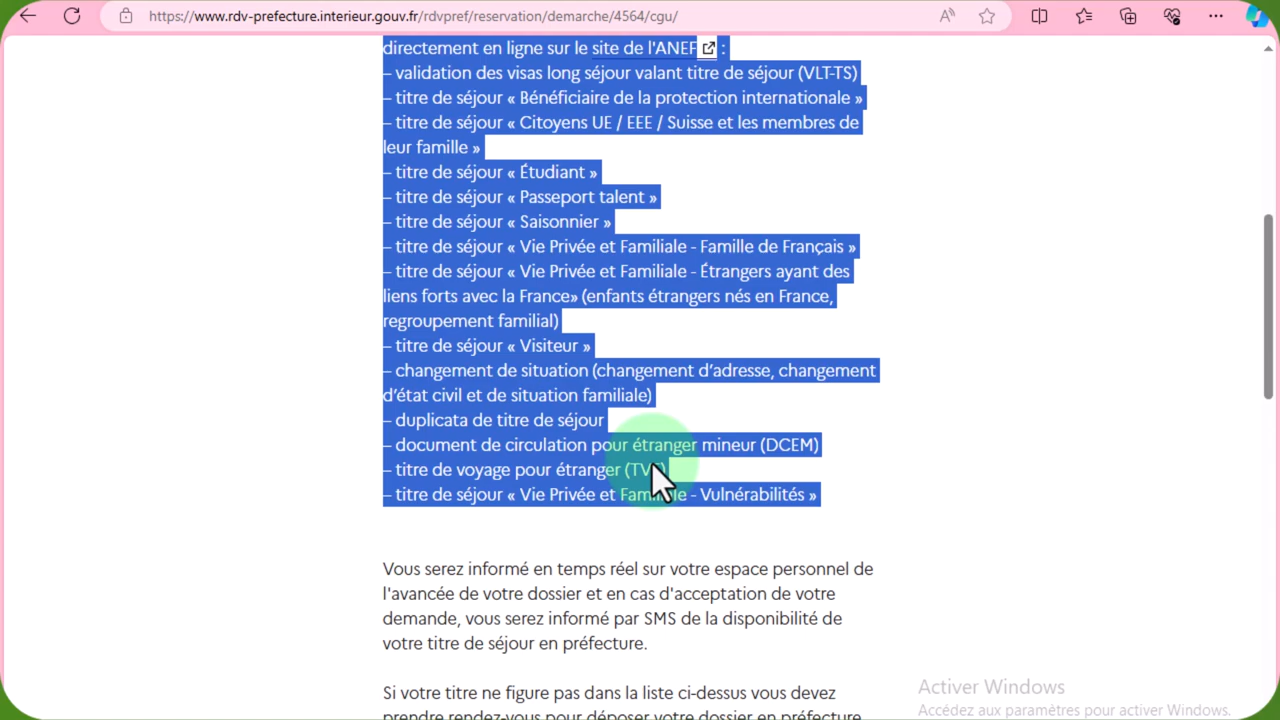 https://www.rdv-prefecture.interieur.gouv.fr/rdvpref/reservation/demarche/4564/cgu/
directement en ligne sur le site de l'ANEF :
– validation des visas long séjour valant titre de séjour (VLT-TS)
– titre de séjour « Bénéficiaire de la protection internationale »
– titre de séjour « Citoyens UE / EEE / Suisse et les membres de
leur famille »
– titre de séjour « Étudiant »
– titre de séjour « Passeport talent »
– titre de séjour « Saisonnier »
– titre de séjour « Vie Privée et Familiale - Famille de Français »
– titre de séjour « Vie Privée et Familiale - Étrangers ayant des
liens forts avec la France» (enfants étrangers nés en France,
regroupement familial)
– titre de séjour « Visiteur »
– changement de situation (changement d’adresse, changement
d’état civil et de situation familiale)
– duplicata de titre de séjour
– document de circulation pour étranger mineur (DCEM)
– titre de voyage pour étranger
– titre de séjour « Vie Privée et Familiale - Vulnérabilités »
Vous serez informé en temps réel sur votre espace personnel de
l'avancée de votre dossier et en cas d'acceptation de votre
demande, vous serez informé par SMS de la disponibilité de
votre titre de séjour en préfecture.
Si votre titre ne figure pas dans la liste ci-dessus vous devez
prendre rendez-vous pour déposer votre dossier en préfecture
Activer Windows
Accédez aux paramètres pour activer Windows.